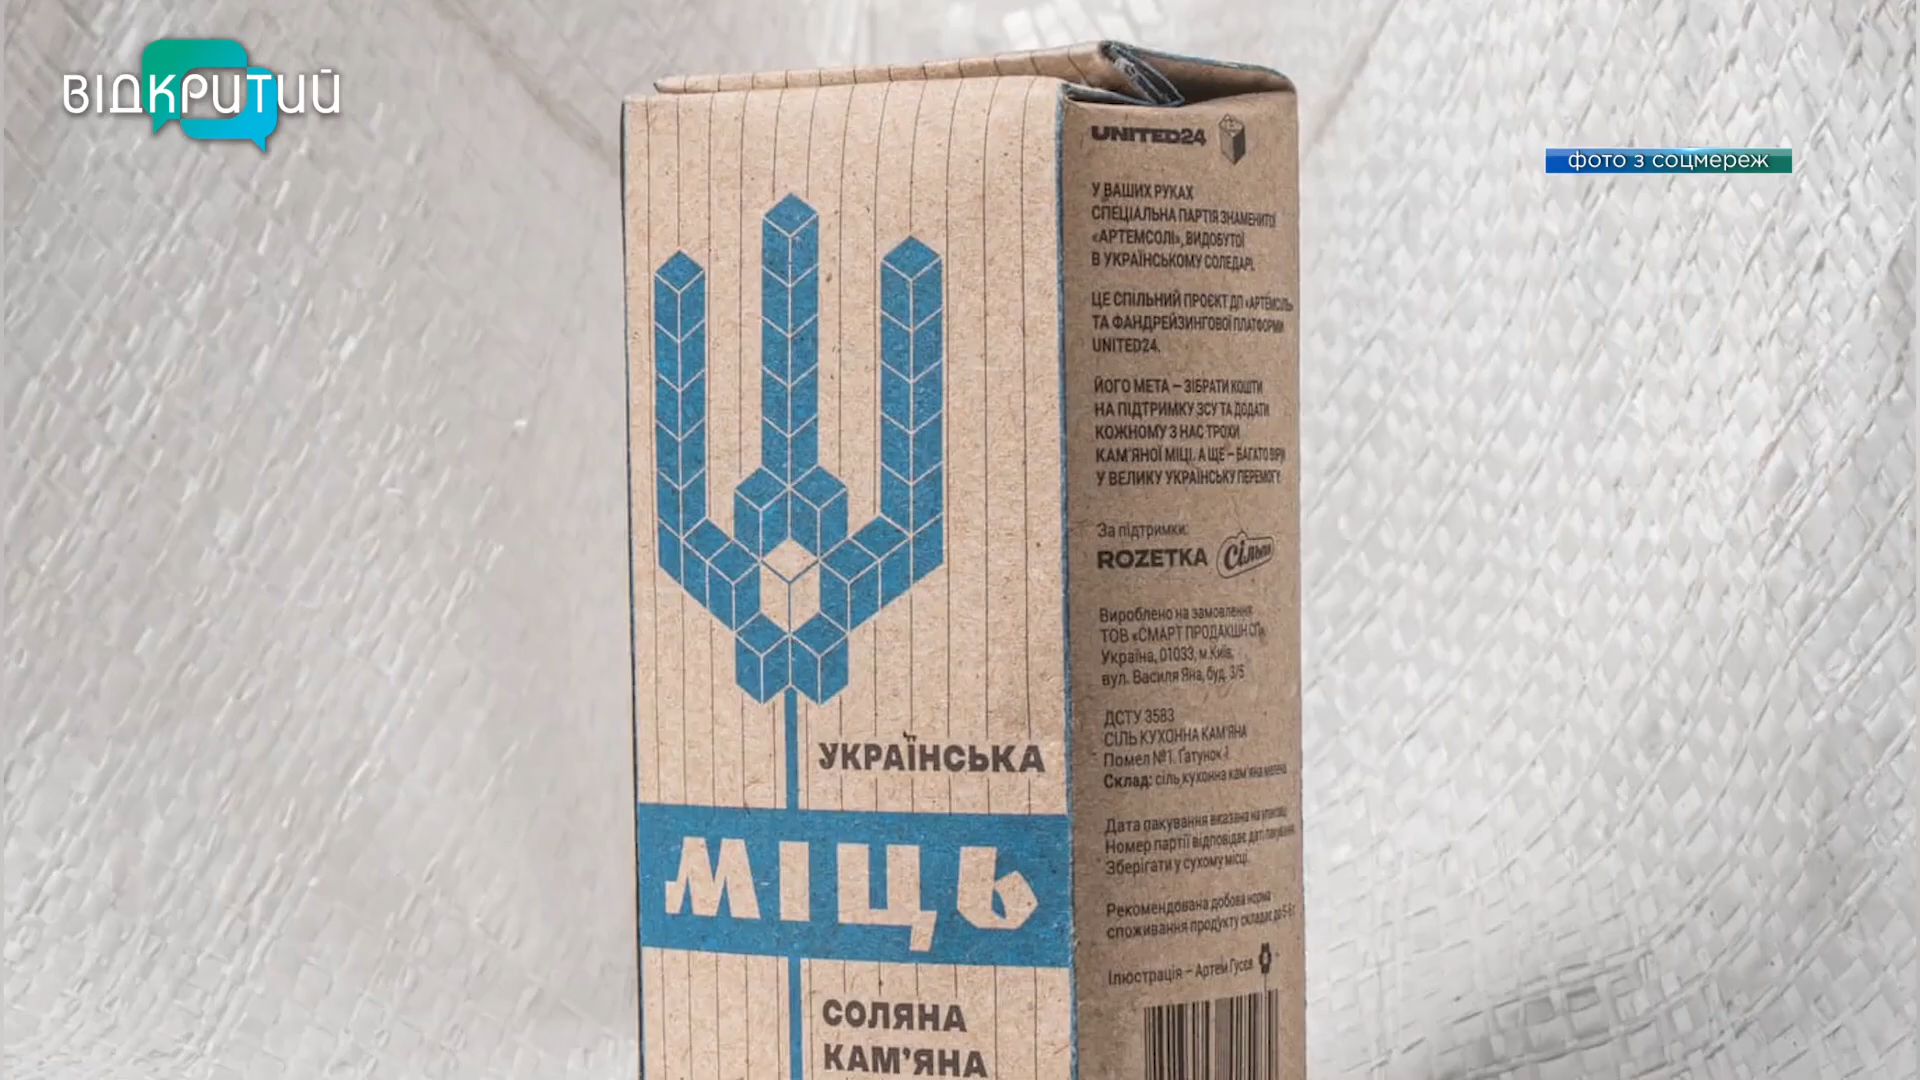 ВІДКРИТИЙ
фото з соцмереж
УКРАЇНСЬКА
МІЦЬ
СОЛЯНА
КАМ'ЯНА
UNITED24
У ВАШИХ РУКАХ
СПЕЦІАЛЬНА ПАРТІЯ ЗНАМЕНИТОЇ
«АРТЕМСОЛІ», ВИДОБУТОЇ
В УКРАЇНСЬКОМУ СОЛЕДАРІ.
ЦЕ СПІЛЬНИЙ ПРОЄКТ ДП «АРТЕМСІЛЬ»
ТА ФАНДРЕЙЗИНГОВОЇ ПЛАТФОРМИ
UNITED24.
ЙОГО МЕТА – ЗІБРАТИ КОШТИ
НА ПІДТРИМКУ ЗСУ ТА ДОДАТИ
КОЖНОМУ З НАС ТРОХИ
КАМ'ЯНОЇ МІЦІ. А ЩЕ – БАГАТО ВІРИ
У ВЕЛИКУ УКРАЇНСЬКУ ПЕРЕМОГУ.
За підтримки:
ROZETKA Сільпо
Вироблено на замовлення
ТОВ «СМАРТ ПРОДАКШН СП»,
Україна, 01033, м.Київ,
вул. Василя Яна, буд. 3/5
ДСТУ 3583
СІЛЬ КУХОННА КАМ'ЯНА
Помел №1. Ґатунок 1
Склад: сіль кухонна кам'яна мелена
Дата пакування вказана на упаковці
Номер партії відповідає даті пакування
Зберігати у сухому місці.
Рекомендована добова норма
споживання продукту складає до 5-6 г
Ілюстрація – Артем Гусєв